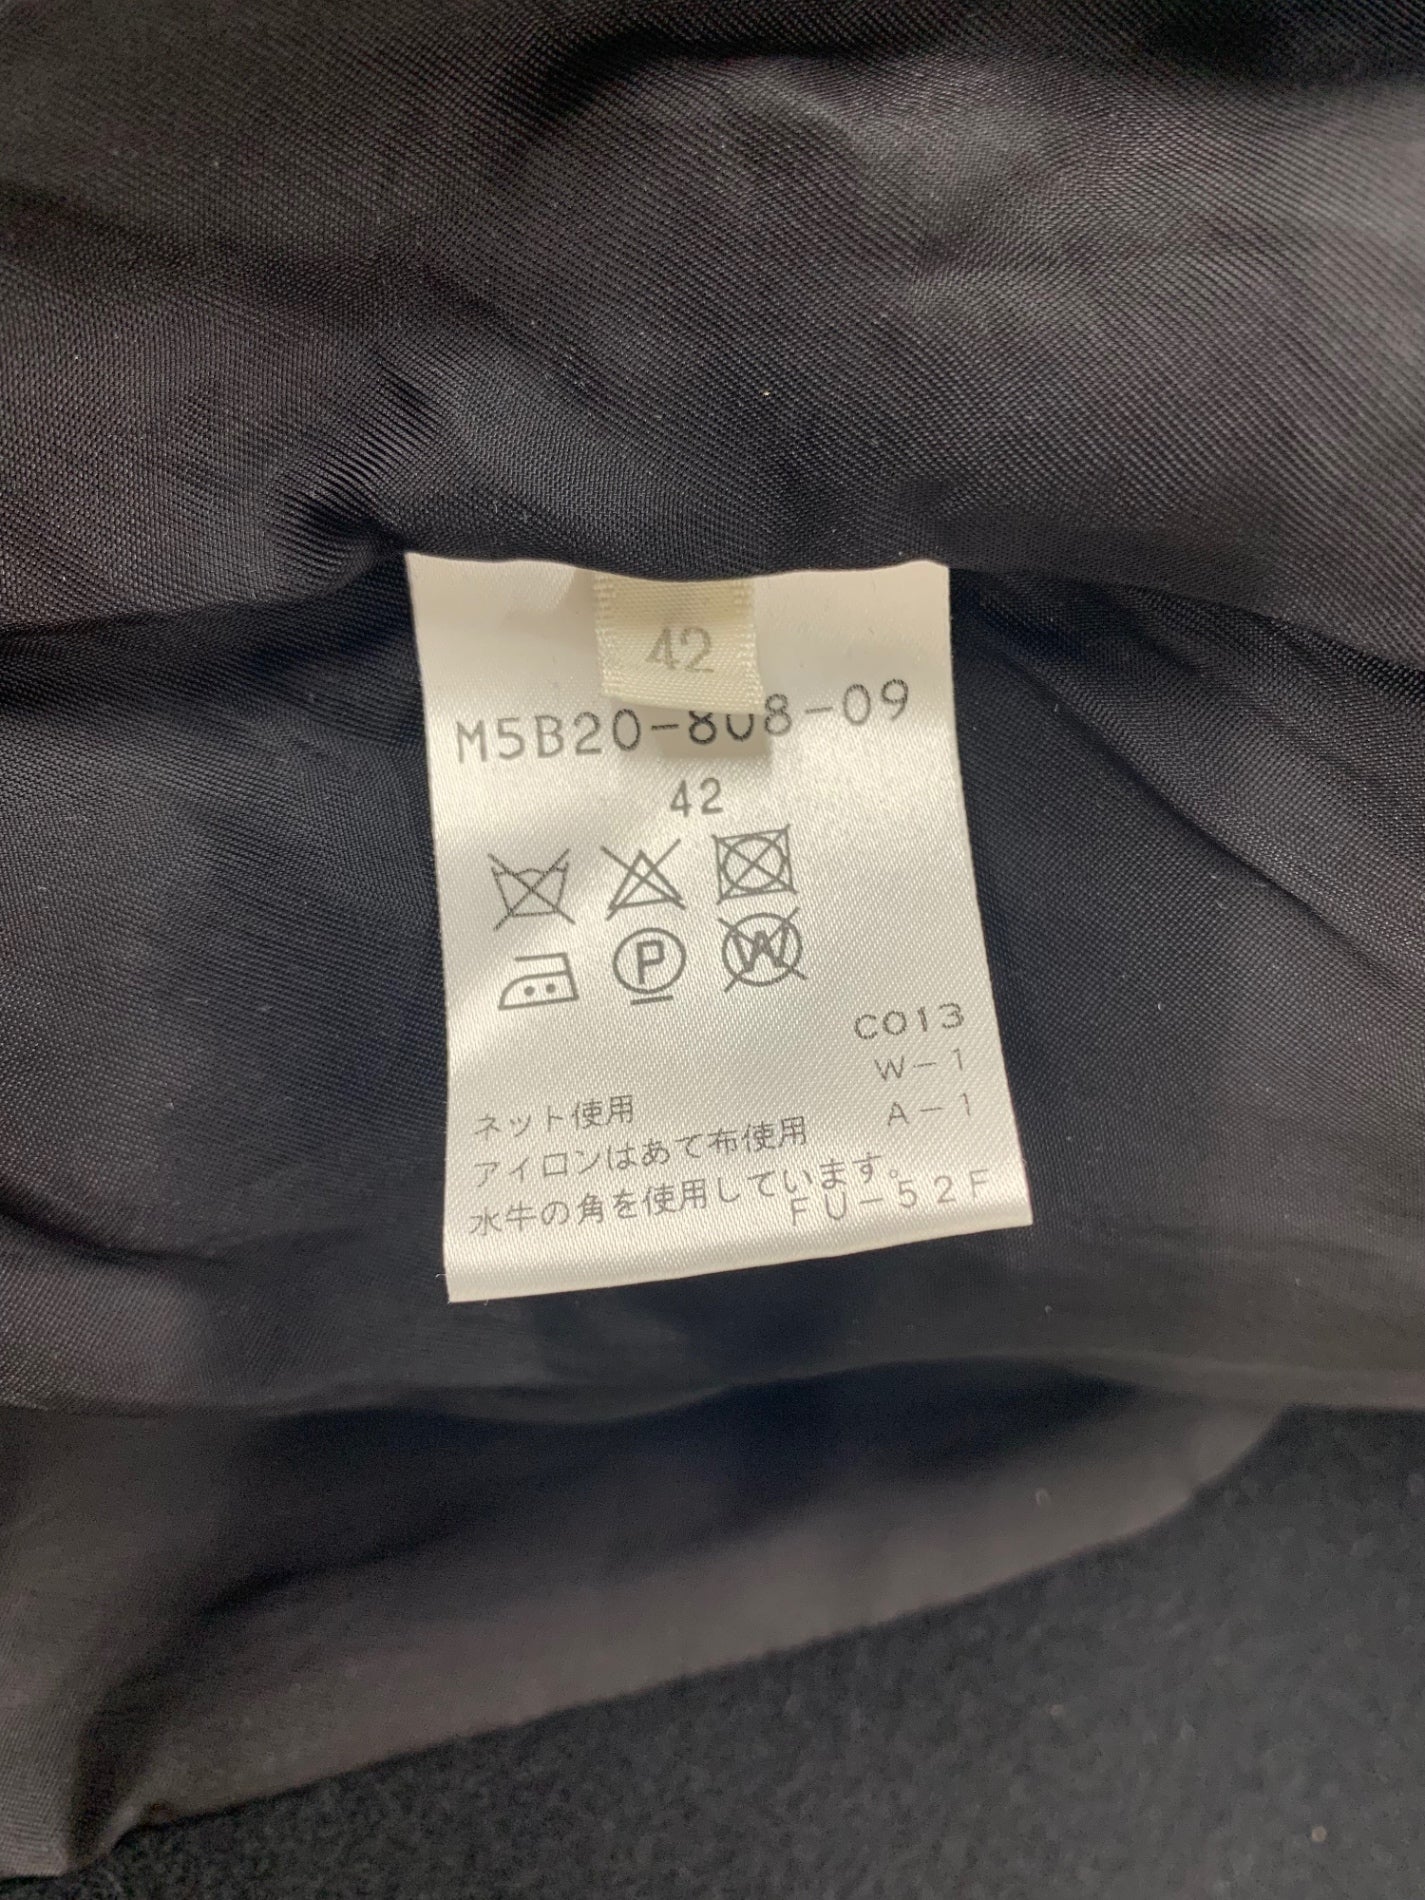 42
M5B20-808-09
42
P
W
C013
W-1
A-1
ネット使用
アイロンはあて布使用
水牛の角を使用しています。
FU-52F